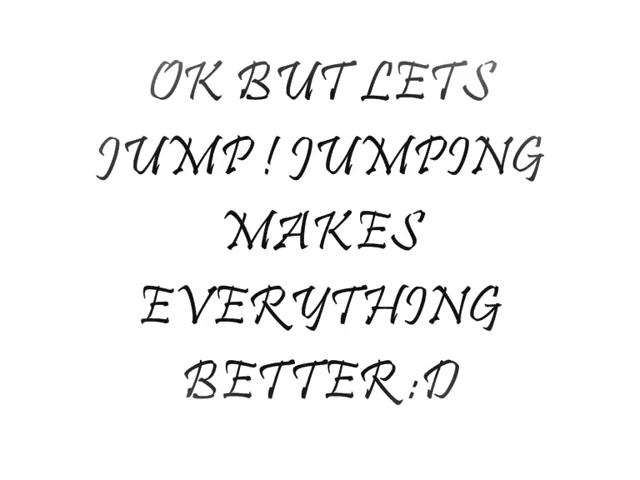 OK BUT LETS
JUMP! JUMPING
MAKES
EVERYTHING
BETTER :D